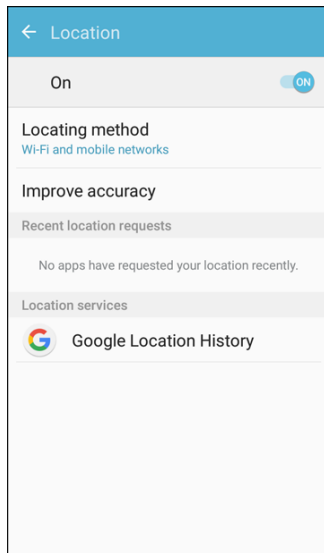 Location
On
ON
Locating method
Wi-Fi and mobile networks
Improve accuracy
Recent location requests
No apps have requested your location recently.
Location services
Google Location History